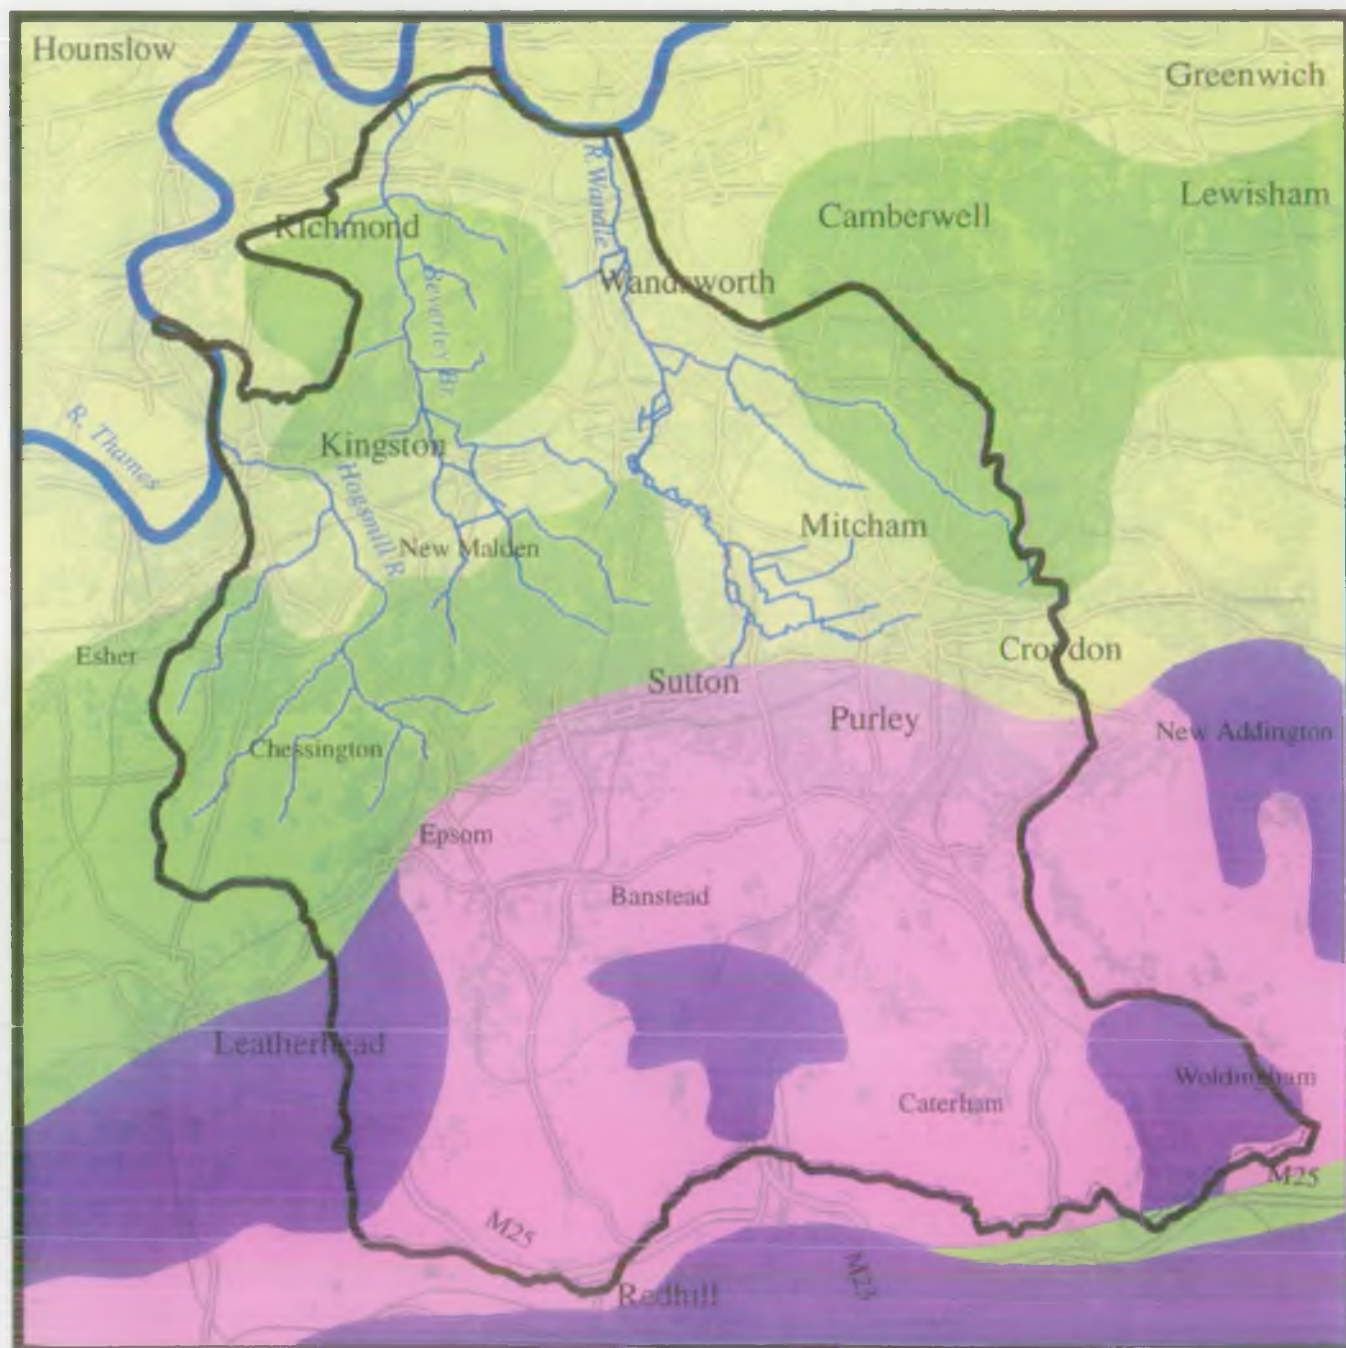 Hounslow
Greenwich
Lewisham
R. Wandle
Camberwell
Richmond
Wandsworth
Beverley Br.
R. Thames
Kingston
Hogsmill R
Mitcham
New Malden
Esher
Croydon
Sutton
Purley
New Addington
Chessington
Epsom
Banstead
Leatherhead
Woldingham
Caterham
M25
M25
M23
Redhill